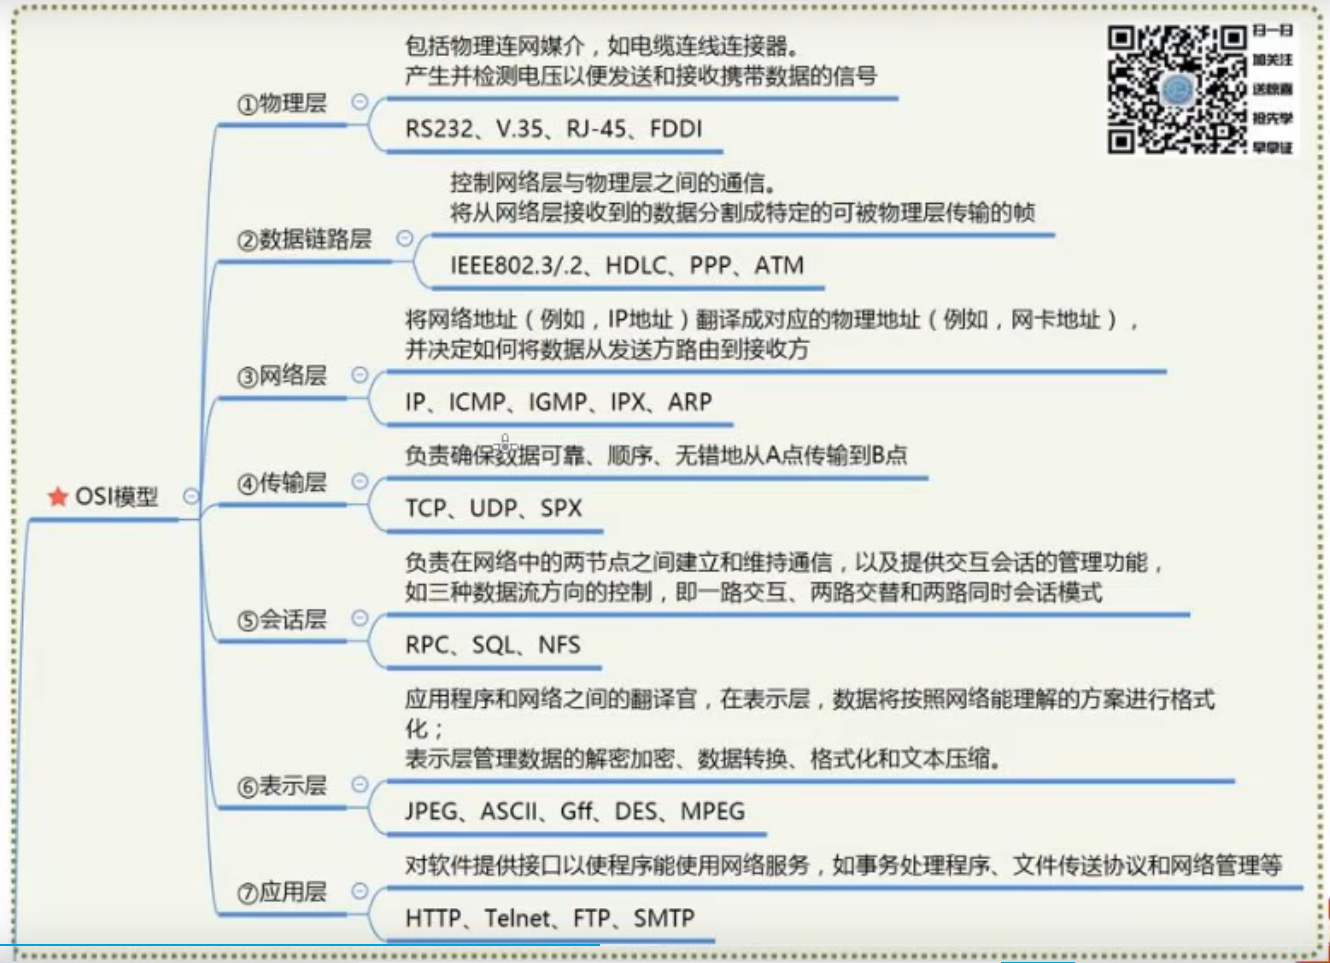 包括物理连网媒介，如电缆连线连接器。
产生并检测电压以便发送和接收携带数据的信号
①物理层
RS232、V.35、RJ-45、FDDI
扫一扫
加关注
送惊喜
抢先学
早拿证
控制网络层与物理层之间的通信。
将从网络层接收到的数据分割成特定的可被物理层传输的帧
②数据链路层
IEEE802.3/.2、HDLC、PPP、ATM
将网络地址（例如，IP地址）翻译成对应的物理地址（例如，网卡地址），
并决定如何将数据从发送方路由到接收方
③网络层
IP、ICMP、IGMP、IPX、ARP
负责确保数据可靠、顺序、无错地从A点传输到B点
④传输层
TCP、UDP、SPX
OSI模型
负责在网络中的两节点之间建立和维持通信，以及提供交互会话的管理功能，
如三种数据流方向的控制，即一路交互、两路交替和两路同时会话模式
⑤会话层
RPC、SQL、NFS
应用程序和网络之间的翻译官，在表示层，数据将按照网络能理解的方案进行格式
化；
表示层管理数据的解密加密、数据转换、格式化和文本压缩。
⑥表示层
JPEG、ASCII、Gff、DES、MPEG
对软件提供接口以使程序能使用网络服务，如事务处理程序、文件传送协议和网络管理等
⑦应用层
HTTP、Telnet、FTP、SMTP